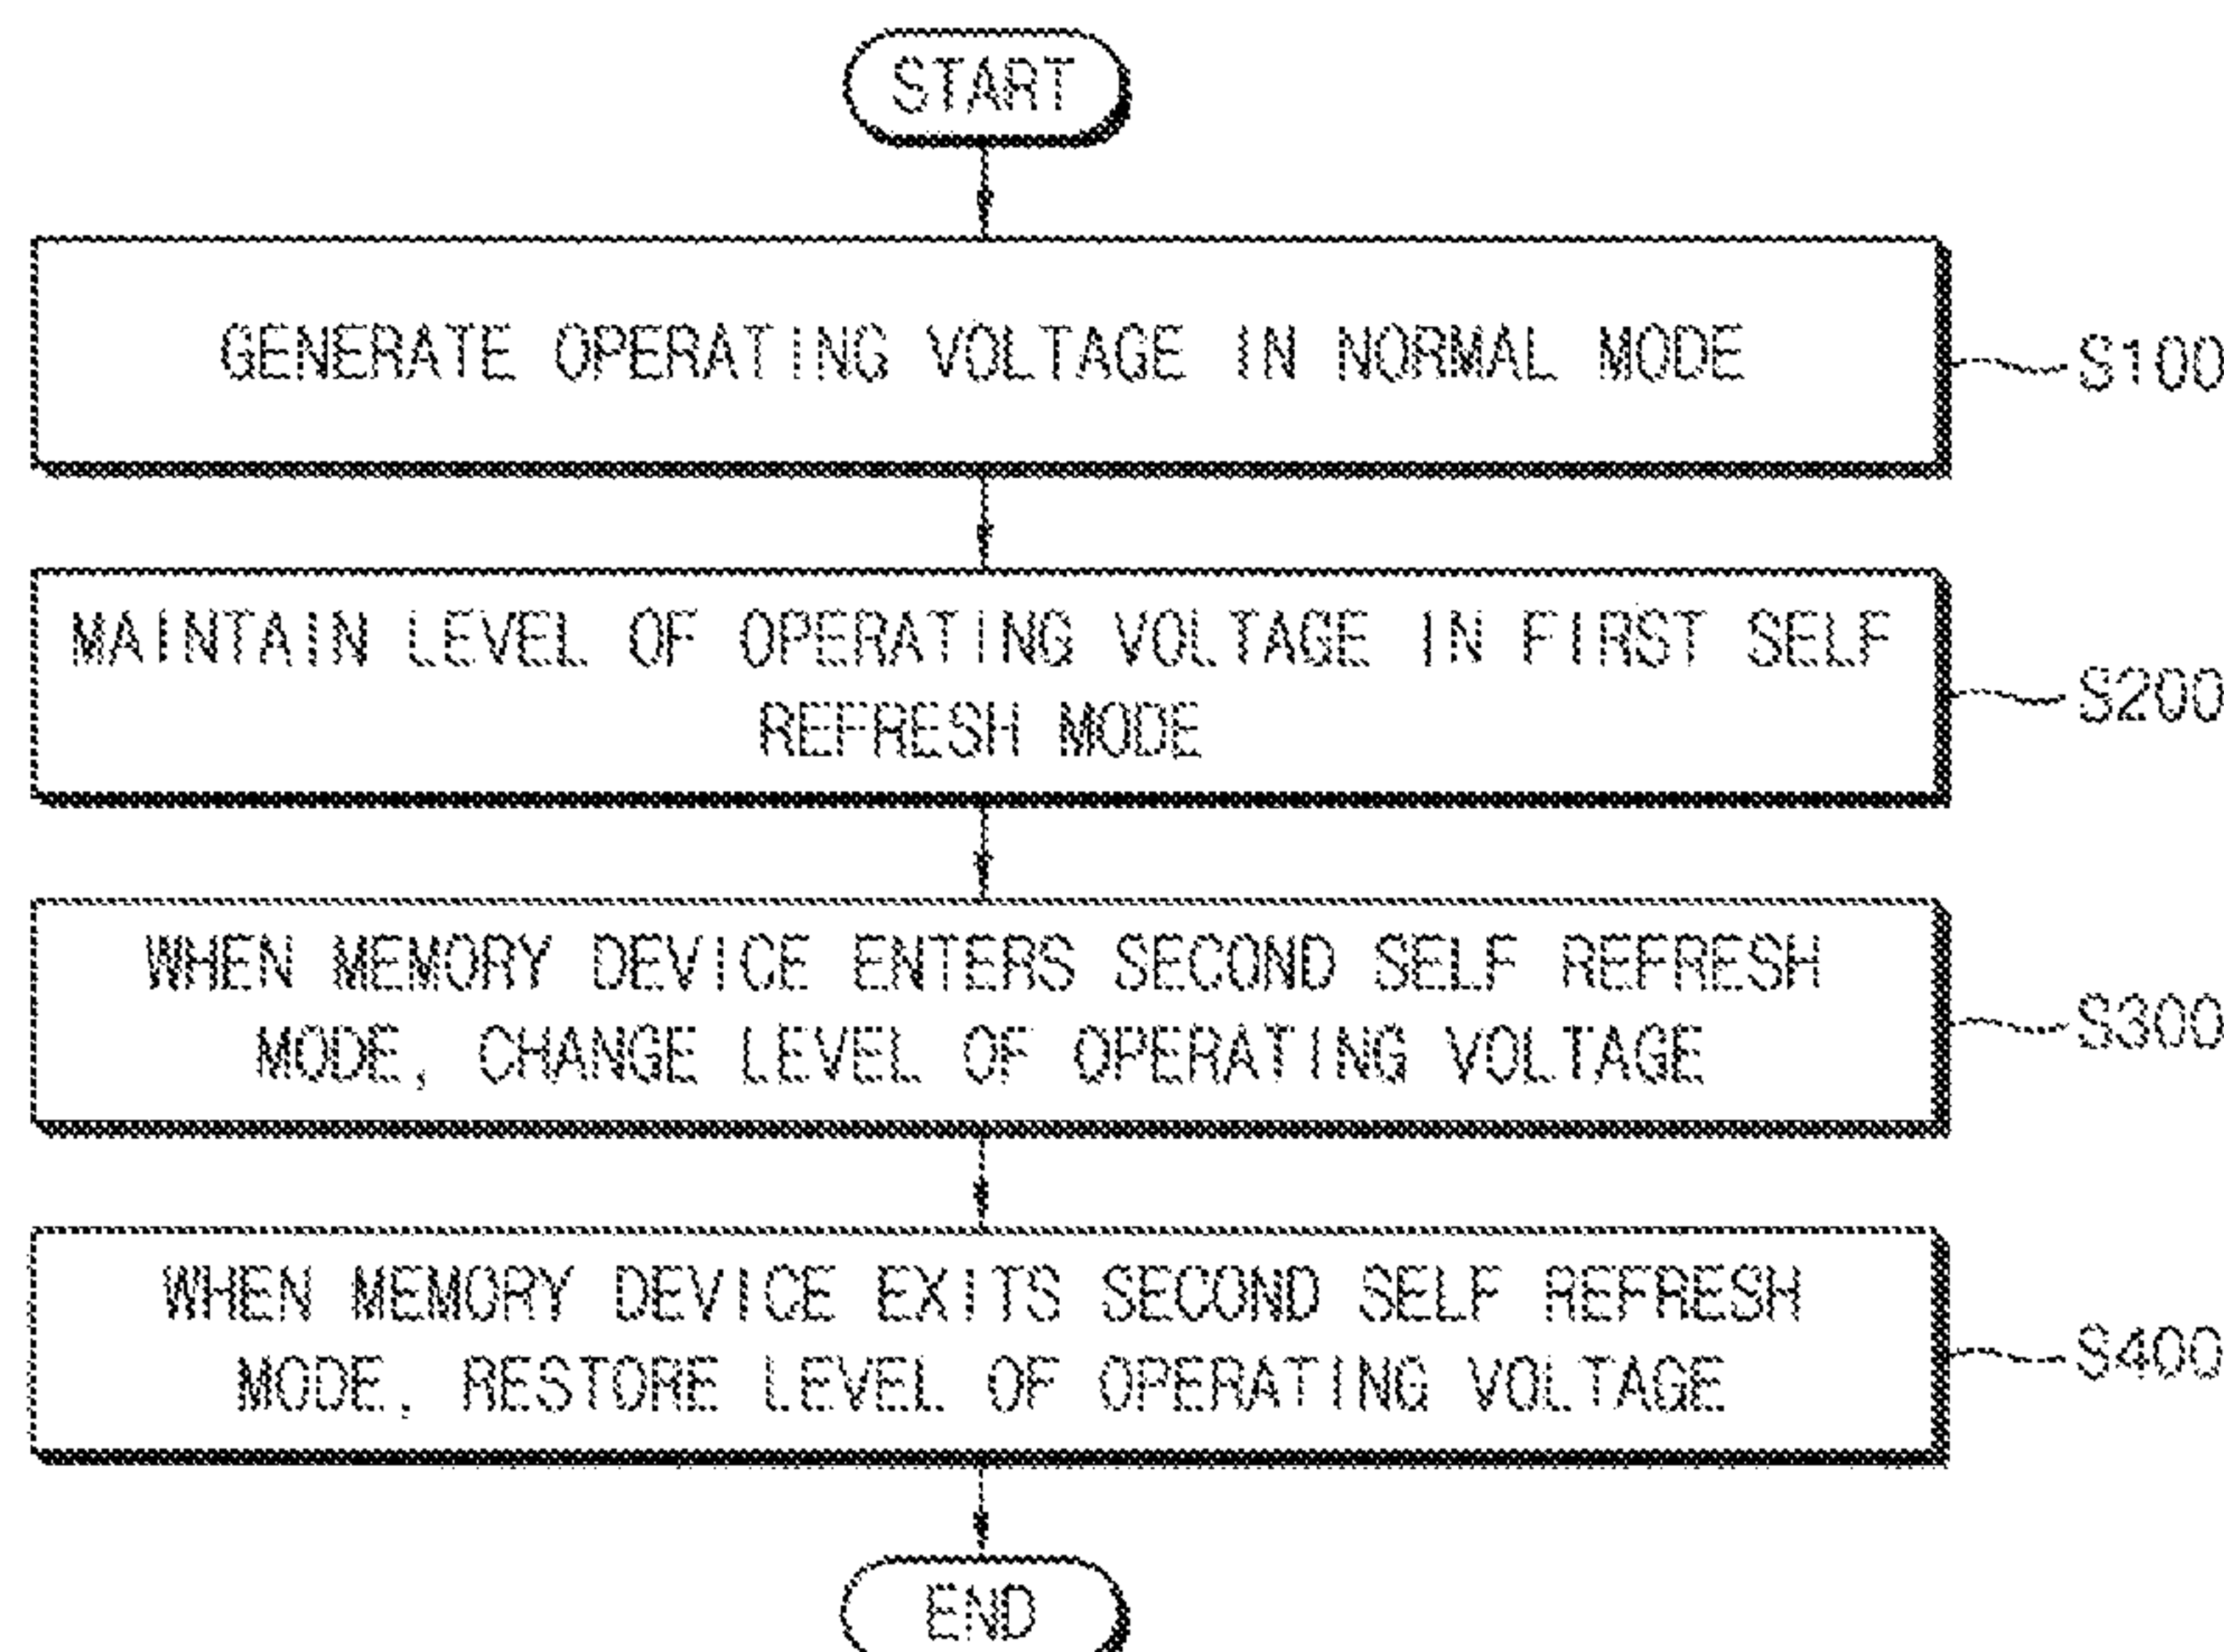 START
GENERATE OPERATING VOLTAGE IN NORMAL MODE
S100
MAINTAIN LEVEL OF OPERATING VOLTAGE IN FIRST SELF
REFRESH MODE
S200
WHEN MEMORY DEVICE ENTERS SECOND SELF REFRESH
MODE, CHANGE LEVEL OF OPERATING VOLTAGE
S300
WHEN MEMORY DEVICE EXITS SECOND SELF REFRESH
MODE, RESTORE LEVEL OF OPERATING VOLTAGE
S400
END